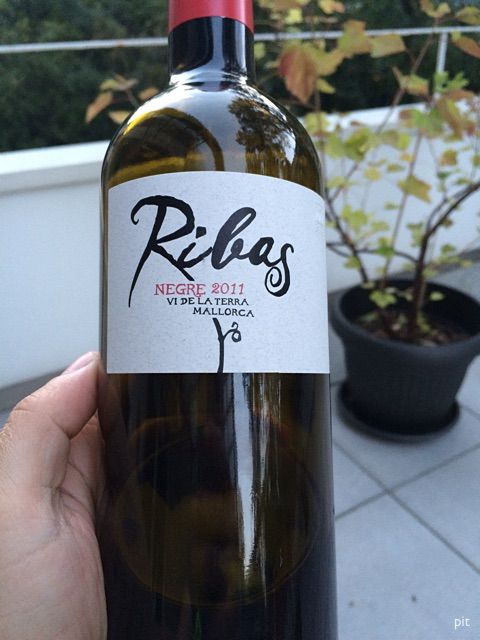 Ribas
NEGRE 2011
VI DE LA TERRA
MALLORCA
pit